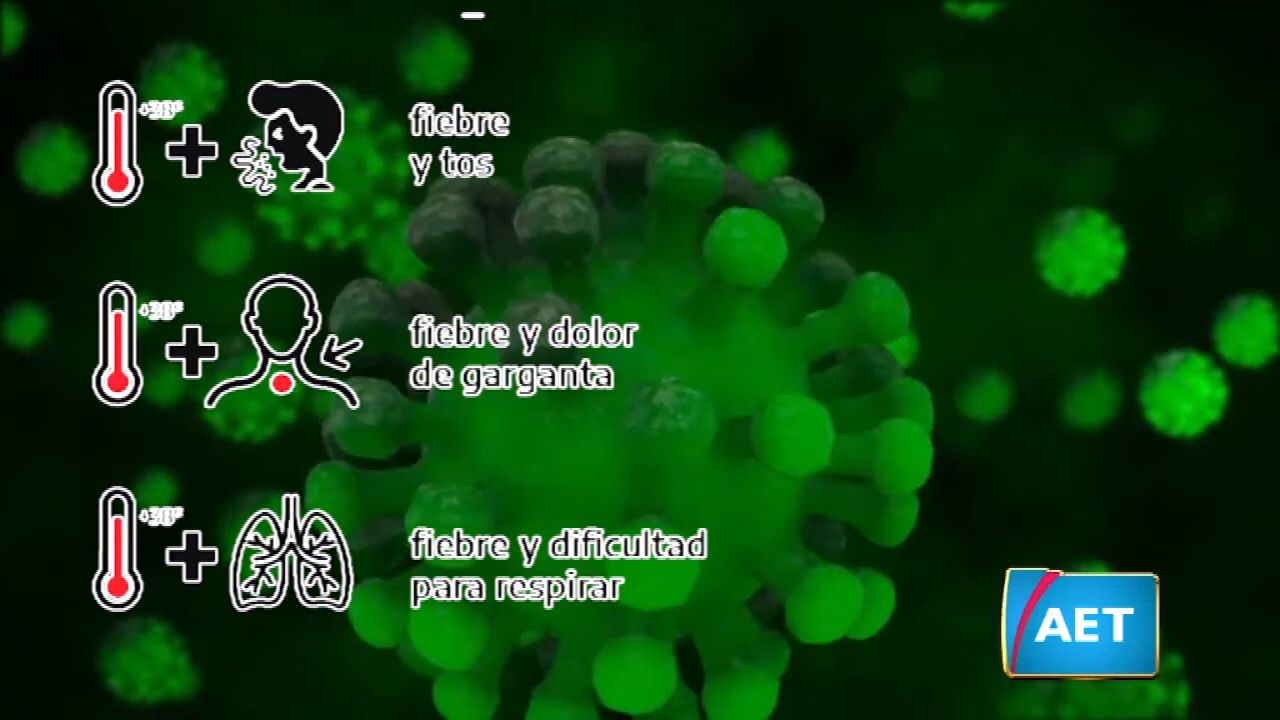 fiebre
y tos
fiebre y dolor
de garganta
fiebre y dificultad
para respirar
AET